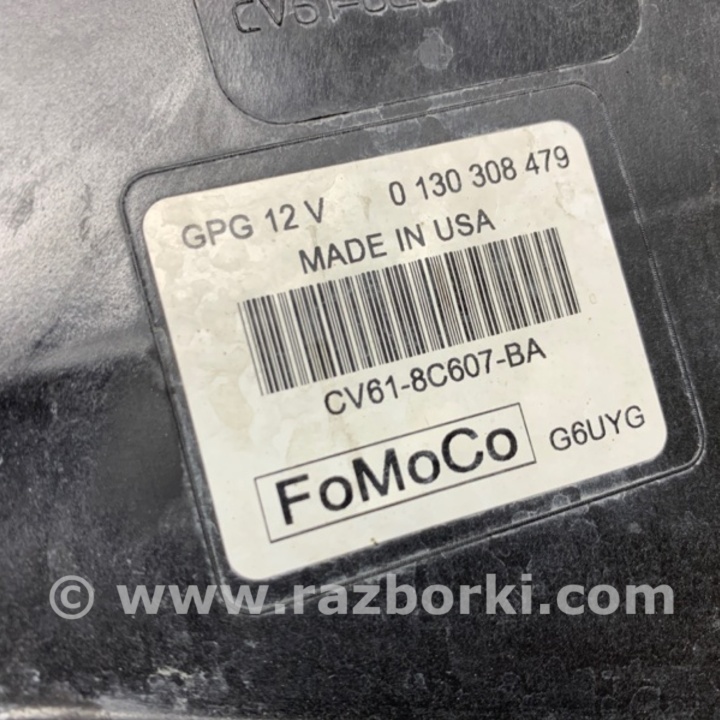 GPG 12 V 0 130 308 479
MADE IN USA
CV61-8C607-BA
FoMoCo G6UYG
© www.razborki.com